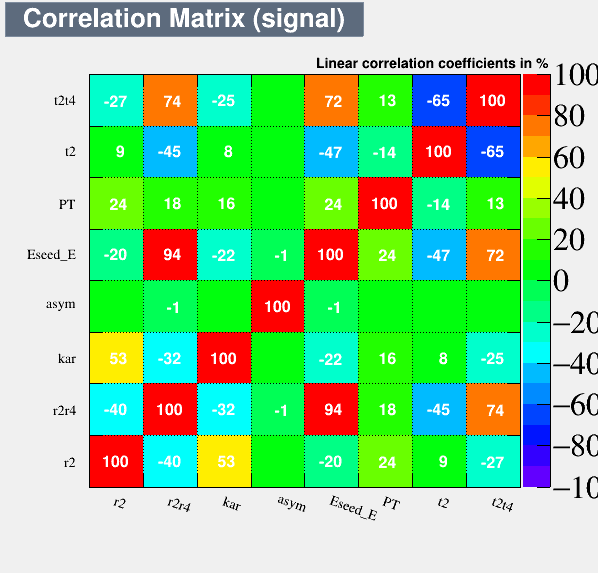 Correlation Matrix (signal)
Linear correlation coefficients in %
t2t4 -27 74 -25 72 13 -65 100
t2 9 -45 8 -47 -14 100 -65
PT 24 18 16 24 100 -14 13
Eseed_E -20 94 -22 -1 100 24 -47 72
asym -1 100 -1
kar 53 -32 100 -22 16 8 -25
r2r4 -40 100 -32 -1 94 18 -45 74
r2 100 -40 53 -20 24 9 -27
r2 r2r4 kar asym Eseed_E PT t2 t2t4
100
80
60
40
20
0
−20
−40
−60
−80
−10